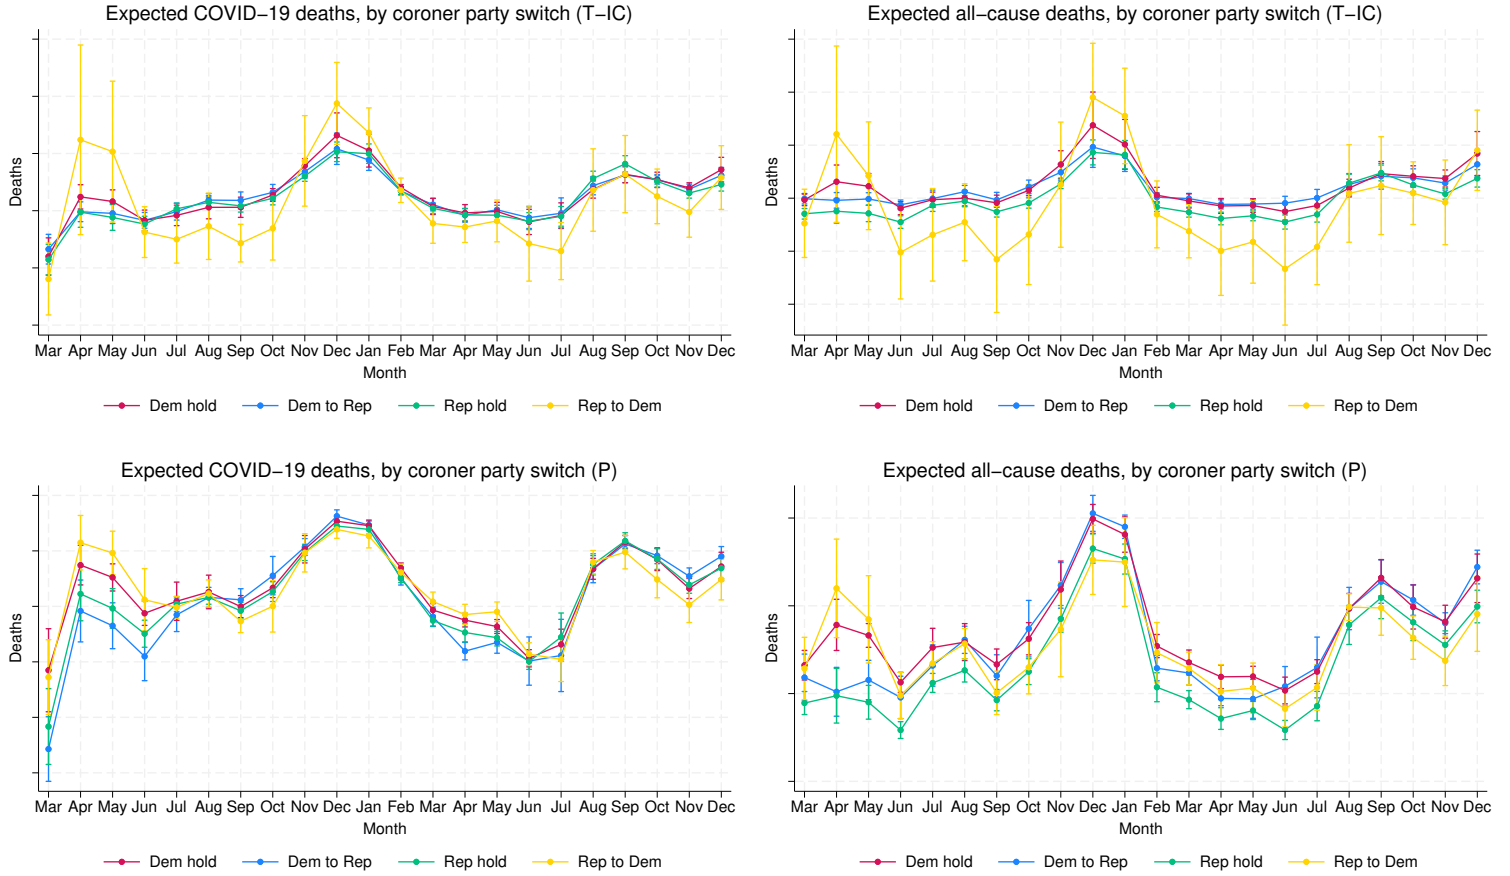 Expected COVID−19 deaths, by coroner party switch (T−IC)
Deaths
Mar Apr May Jun Jul Aug Sep Oct Nov Dec Jan Feb Mar Apr May Jun Jul Aug Sep Oct Nov Dec
Month
Dem hold Dem to Rep Rep hold Rep to Dem
Expected all−cause deaths, by coroner party switch (T−IC)
Deaths
Mar Apr May Jun Jul Aug Sep Oct Nov Dec Jan Feb Mar Apr May Jun Jul Aug Sep Oct Nov Dec
Month
Dem hold Dem to Rep Rep hold Rep to Dem
Expected COVID−19 deaths, by coroner party switch (P)
Deaths
Mar Apr May Jun Jul Aug Sep Oct Nov Dec Jan Feb Mar Apr May Jun Jul Aug Sep Oct Nov Dec
Month
Dem hold Dem to Rep Rep hold Rep to Dem
Expected all−cause deaths, by coroner party switch (P)
Deaths
Mar Apr May Jun Jul Aug Sep Oct Nov Dec Jan Feb Mar Apr May Jun Jul Aug Sep Oct Nov Dec
Month
Dem hold Dem to Rep Rep hold Rep to Dem